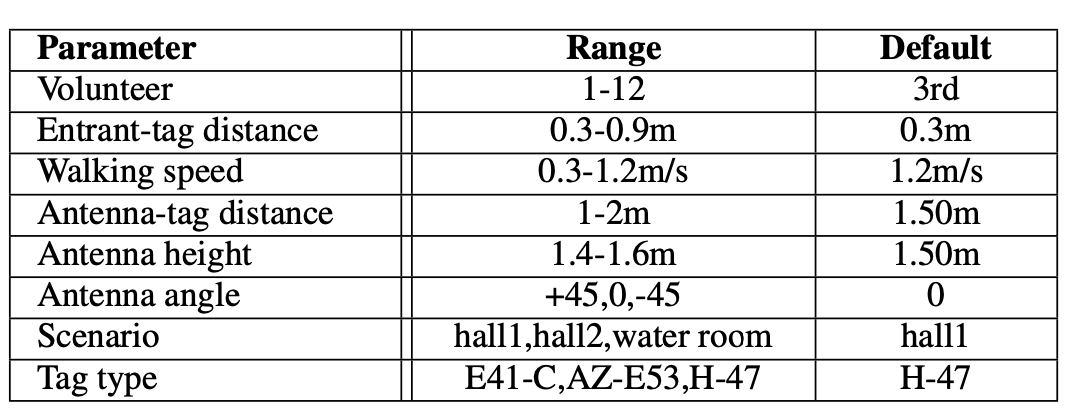 Parameter Range Default
Volunteer 1-12 3rd
Entrant-tag distance 0.3-0.9m 0.3m
Walking speed 0.3-1.2m/s 1.2m/s
Antenna-tag distance 1-2m 1.50m
Antenna height 1.4-1.6m 1.50m
Antenna angle +45,0,-45 0
Scenario hall1,hall2,water room hall1
Tag type E41-C,AZ-E53,H-47 H-47